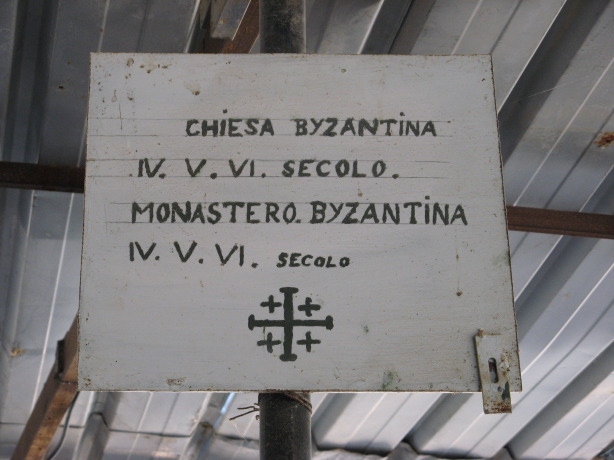 CHIESA BYZANTINA
IV. V. VI. SECOLO.
MONASTERO. BYZANTINA
IV. V. VI. SECOLO